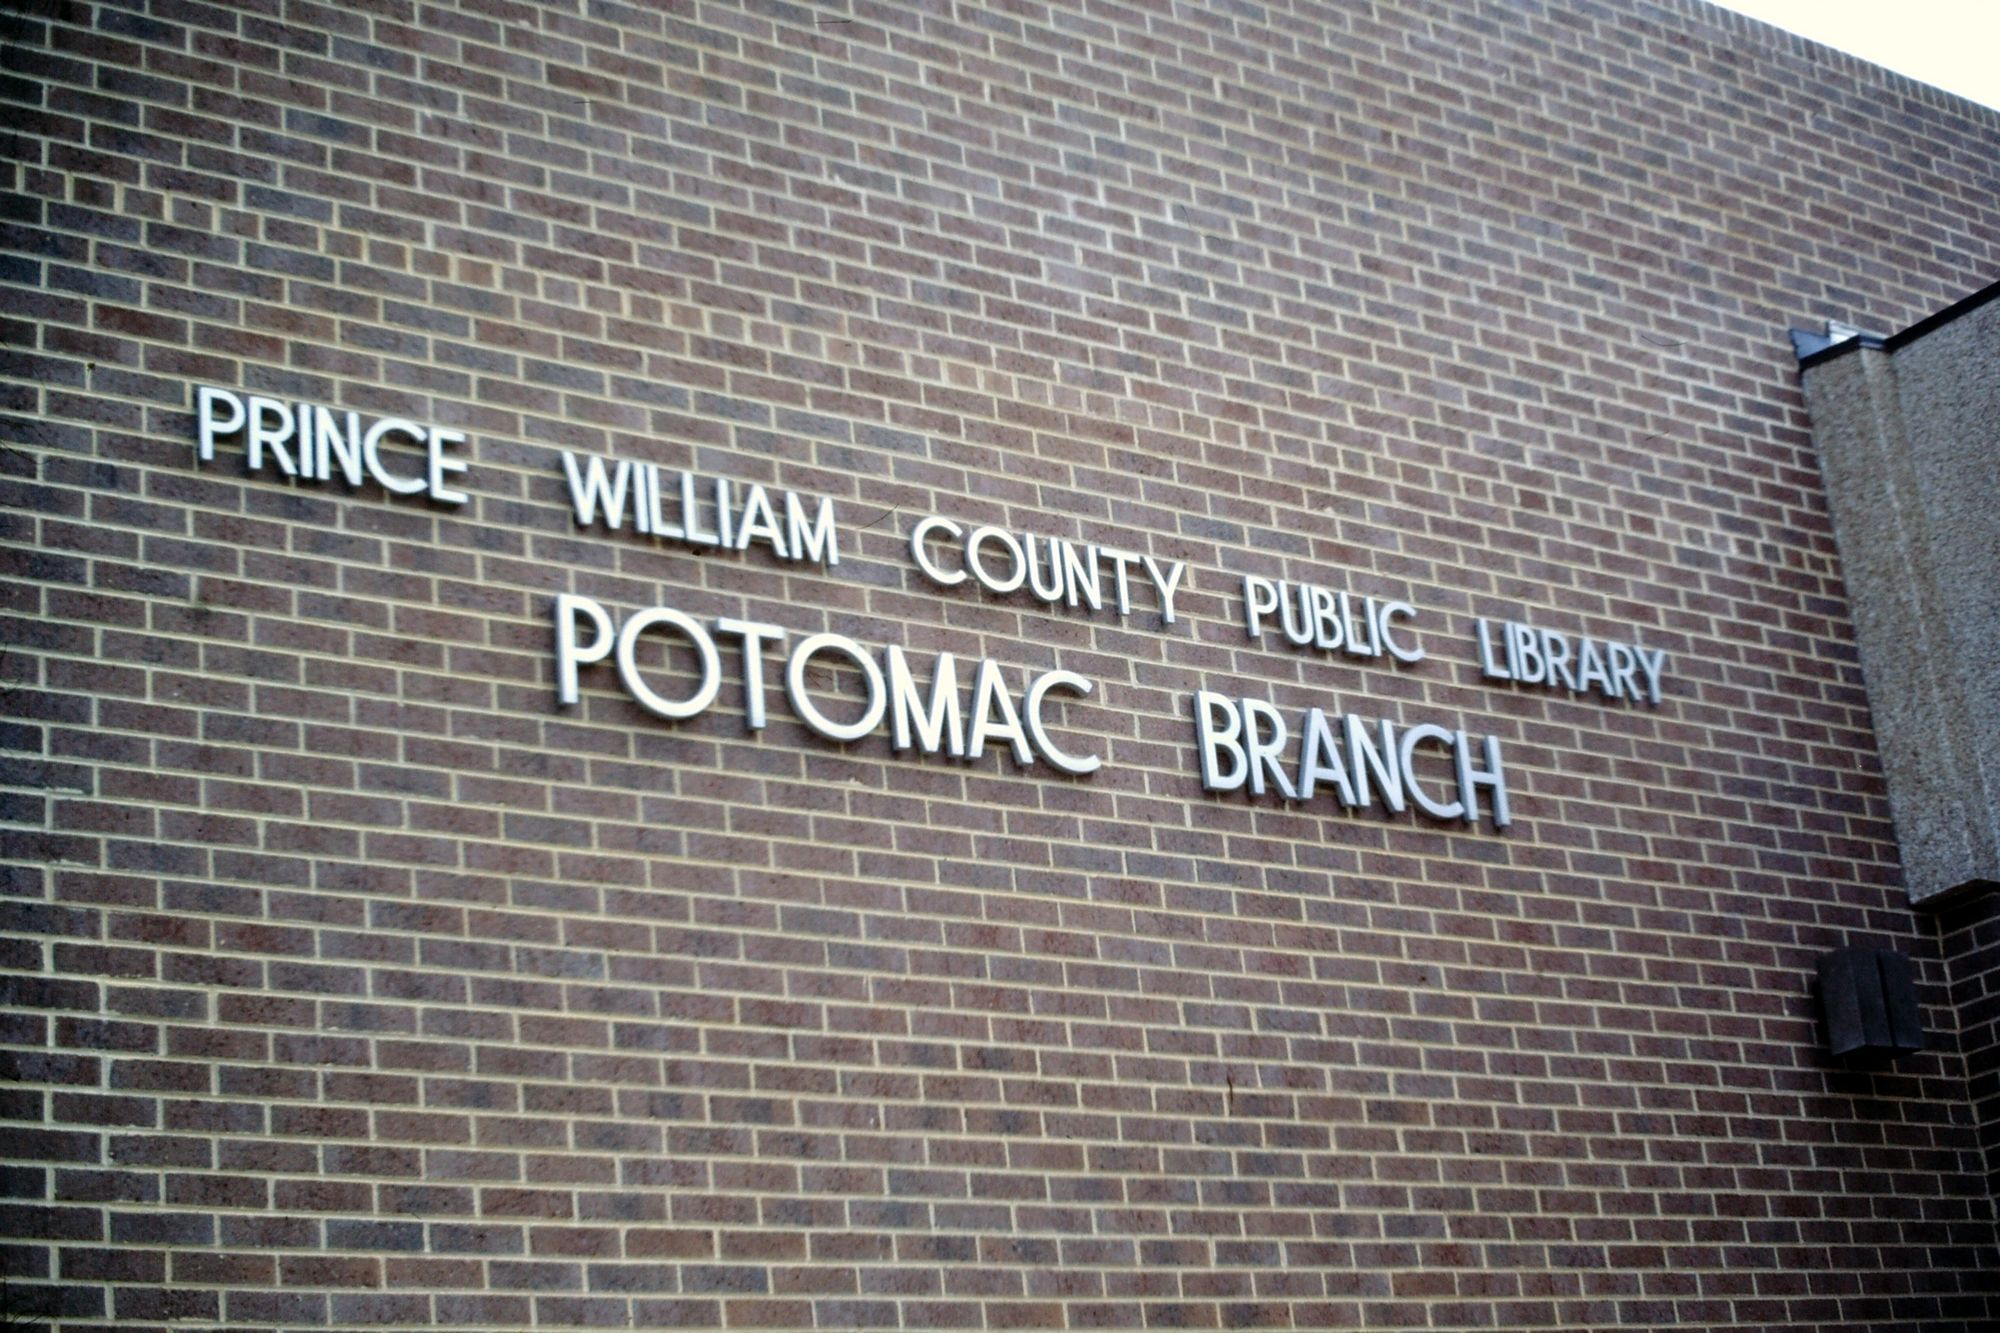 PRINCE WILLIAM COUNTY PUBLIC LIBRARY
POTOMAC BRANCH